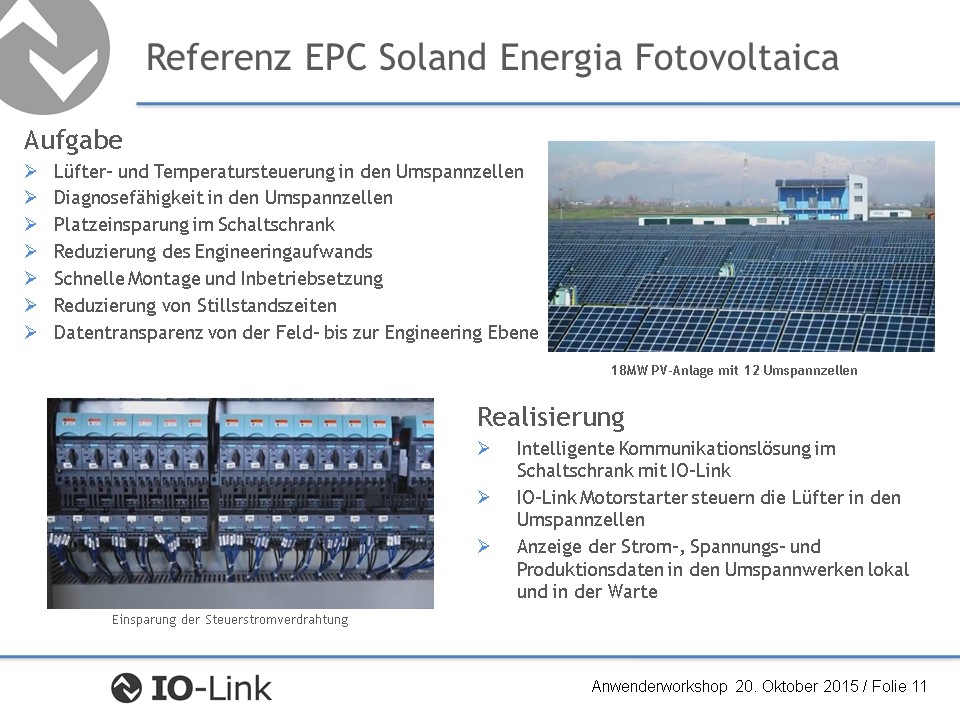 Referenz EPC Soland Energia Fotovoltaica
Aufgabe
Lüfter- und Temperatursteuerung in den Umspannzellen
Diagnosefähigkeit in den Umspannzellen
Platzeinsparung im Schaltschrank
Reduzierung des Engineeringaufwands
Schnelle Montage und Inbetriebsetzung
Reduzierung von Stillstandszeiten
Datentransparenz von der Feld- bis zur Engineering Ebene
18MW PV-Anlage mit 12 Umspannzellen
Einsparung der Steuerstromverdrahtung
Realisierung
Intelligente Kommunikationslösung im
Schaltschrank mit IO-Link
IO-Link Motorstarter steuern die Lüfter in den
Umspannzellen
Anzeige der Strom-, Spannungs- und
Produktionsdaten in den Umspannwerken lokal
und in der Warte
IO-Link
Anwenderworkshop 20. Oktober 2015 / Folie 11